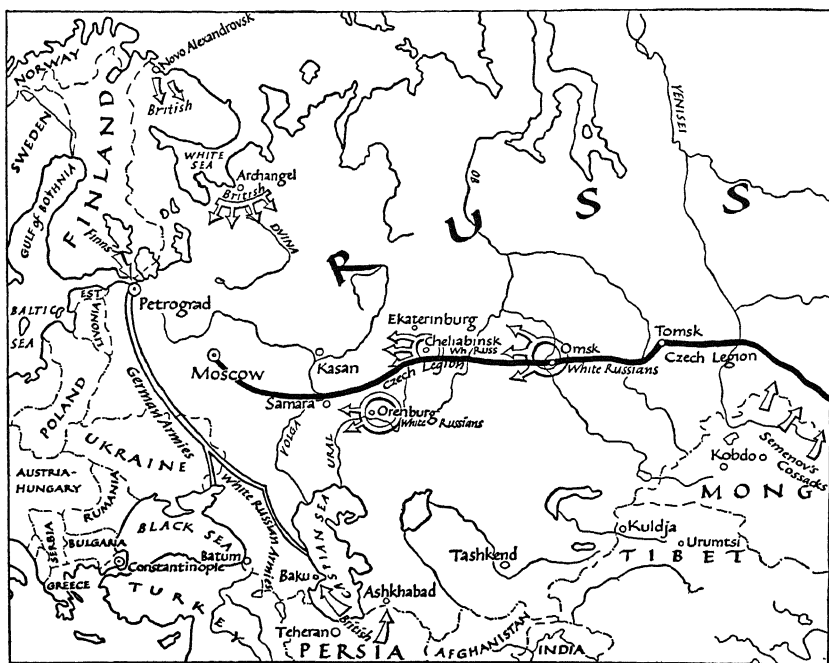 Novo Alexandrovsk
NORWAY
British
SWEDEN
FINLAND
GULF OF BOTHNIA
WHITE SEA
Archangel
British
DVINA
OB
YENISEI
RUSS
Finns
Petrograd
BALTIC SEA
EST.
LIVONIA
Moscow
Kasan
Ekaterinburg
Cheliabinsk
Wh Russ
Czech Legion
Omsk
White Russians
Tomsk
Czech Legion
Samara
Orenburg
White Russians
VOLGA
URAL
German Armies
POLAND
UKRAINE
AUSTRIA-
HUNGARY
RUMANIA
White Russian Armies
SERBIA
BULGARIA
BLACK SEA
GREECE
Constantinople
Batum
TURKEY
CASPIAN SEA
Baku
Ashkhabad
British
Teheran
PERSIA
AFGHANISTAN
INDIA
Tashkend
Kuldja
Urumtsi
TIBET
Kobdo
Semenov's
Cossacks
MONG